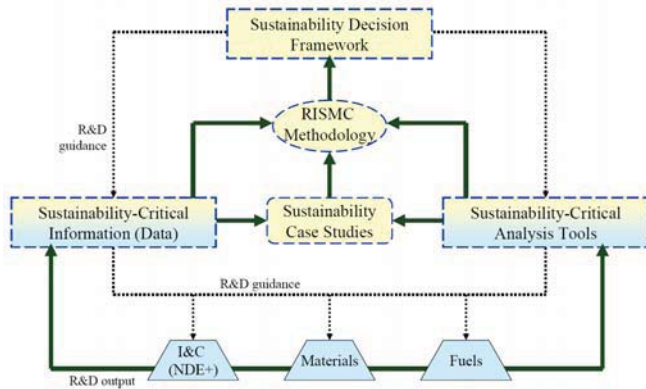 Sustainability Decision
Framework
R&D
guidance
RISMC
Methodology
Sustainability-Critical
Information (Data)
Sustainability
Case Studies
Sustainability-Critical
Analysis Tools
R&D guidance
I&C
(NDE+)
Materials
Fuels
R&D output